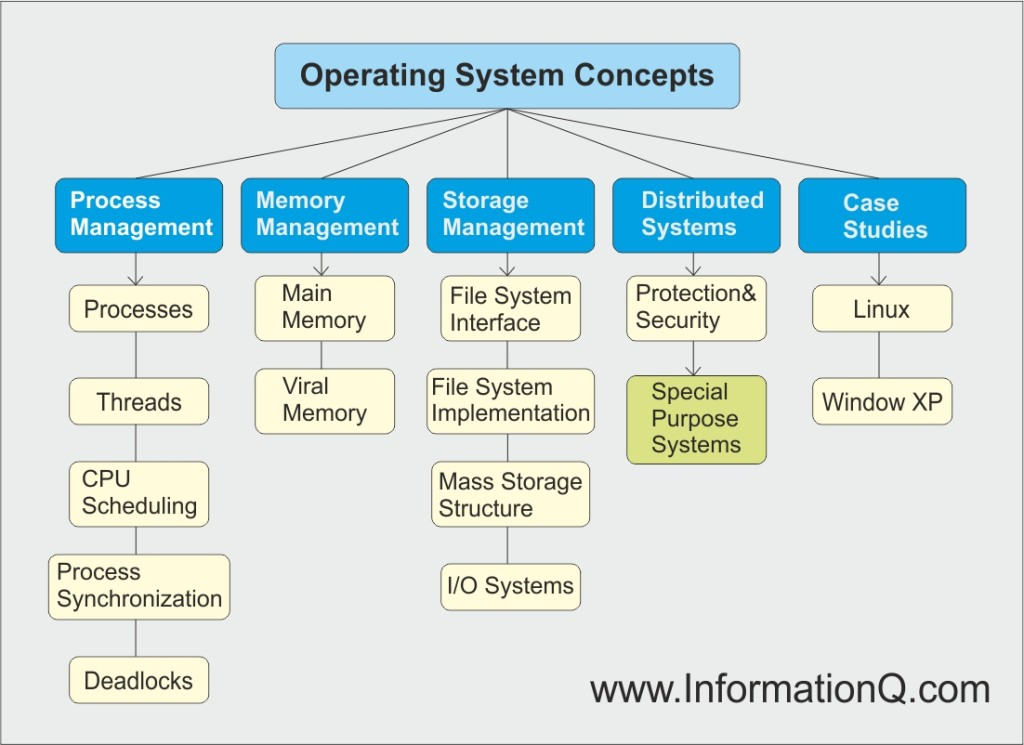 Operating System Concepts
Process
Management
Memory
Management
Storage
Management
Distributed
Systems
Case
Studies
Processes
Threads
CPU
Scheduling
Process
Synchronization
Deadlocks
Main
Memory
Viral
Memory
File System
Interface
File System
Implementation
Mass Storage
Structure
I/O Systems
Protection&
Security
Special
Purpose
Systems
Linux
Window XP
www.InformationQ.com